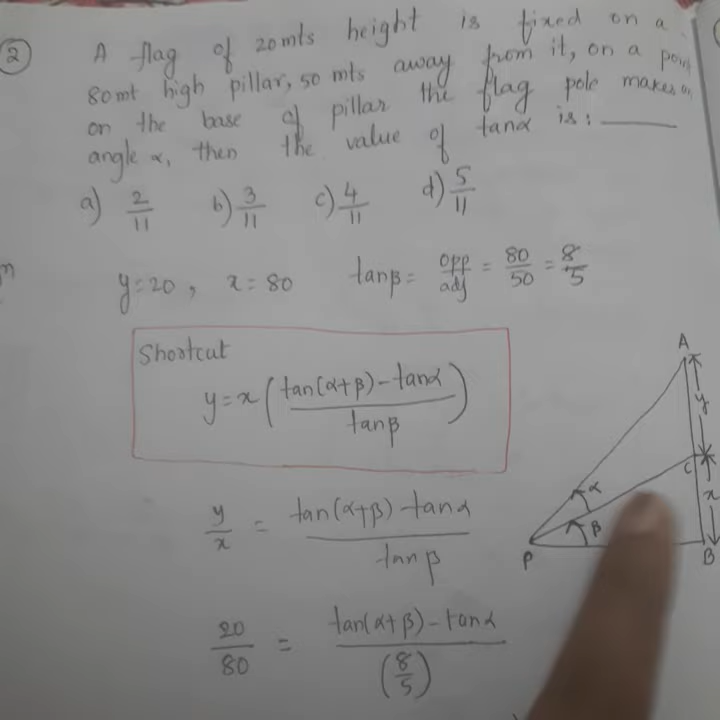 ② A flag of 20mts height is fixed on a
80mt high pillar, 50 mts away from it, on a point
on the base of pillar the flag pole makes an
angle α, then the value of tanα is: ______
a) 2/11 b) 3/11 c) 4/11 d) 5/11
y=20, x=80 tanβ= opp/adj = 80/50 = 8/5
Shortcut
y=x(tan(α+β)-tanα/tanβ)
y/x = tan(α+β)-tanα/tanβ
20/80 = tan(α+β)-tanα/(8/5)
A
y
C
α
x
β
P B